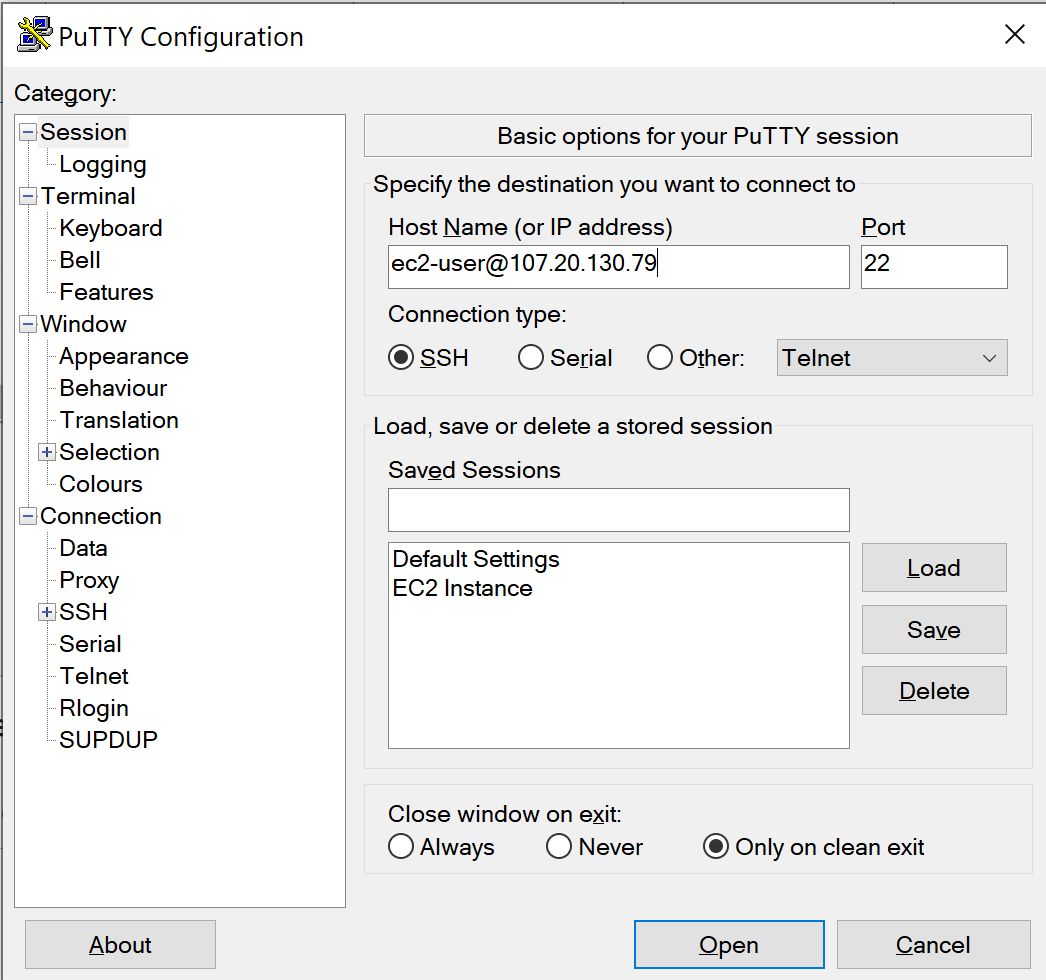 PuTTY Configuration
Category:
Session
Logging
Terminal
Keyboard
Bell
Features
Window
Appearance
Behaviour
Translation
Selection
Colours
Connection
Data
Proxy
SSH
Serial
Telnet
Rlogin
SUPDUP
Basic options for your PuTTY session
Specify the destination you want to connect to
Host Name (or IP address) Port
ec2-user@107.20.130.79 22
Connection type:
SSH Serial Other: Telnet
Load, save or delete a stored session
Saved Sessions
Default Settings
EC2 Instance
Load
Save
Delete
Close window on exit:
Always Never Only on clean exit
About Open Cancel